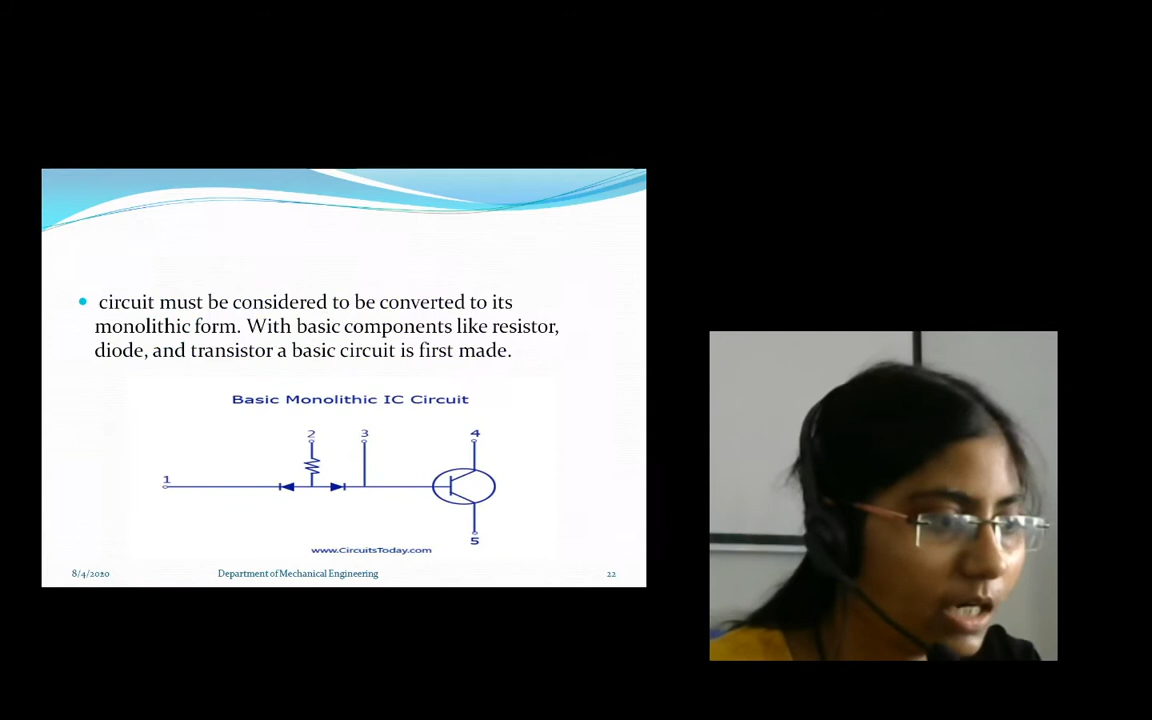 circuit must be considered to be converted to its
monolithic form. With basic components like resistor,
diode, and transistor a basic circuit is first made.
Basic Monolithic IC Circuit
2 3 4
1
5
www.CircuitsToday.com
8/4/2020 Department of Mechanical Engineering 22